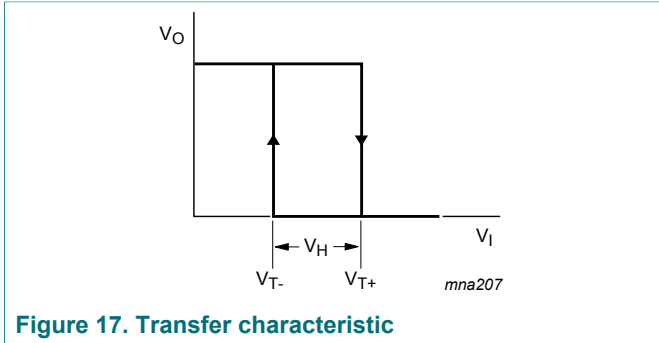 VO
VI
VH
VT-
VT+
mna207
Figure 17. Transfer characteristic